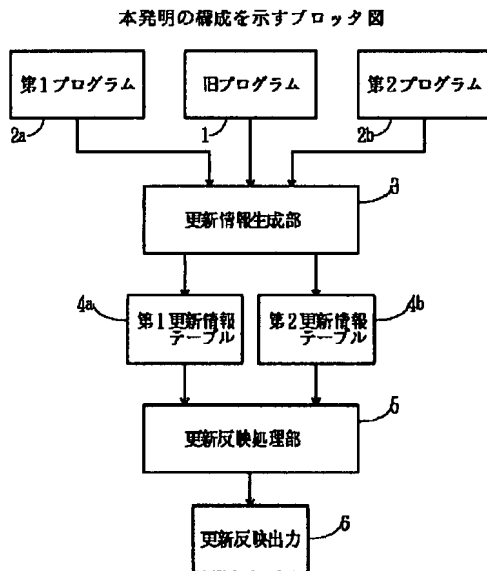 本発明の構成を示すブロック図
第1プログラム
旧プログラム
第2プログラム
2a
1
2b
3
更新情報生成部
4a
4b
第1更新情報
テーブル
第2更新情報
テーブル
5
更新反映処理部
6
更新反映出力